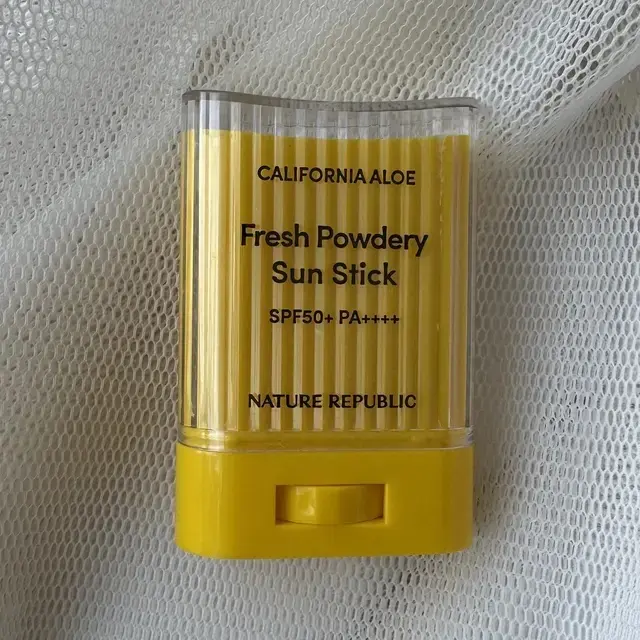 CALIFORNIA ALOE
Fresh Powdery
Sun Stick
SPF50+ PA++++
NATURE REPUBLIC